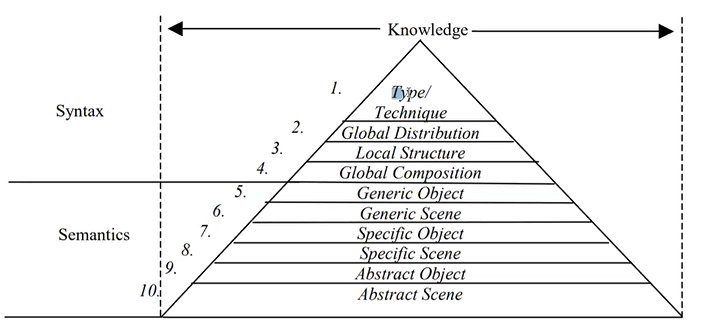 Knowledge
1.
Type/
Technique
Syntax
2.
Global Distribution
3.
Local Structure
4.
Global Composition
5.
Generic Object
6.
Generic Scene
Semantics
7.
Specific Object
8.
Specific Scene
9.
Abstract Object
10.
Abstract Scene